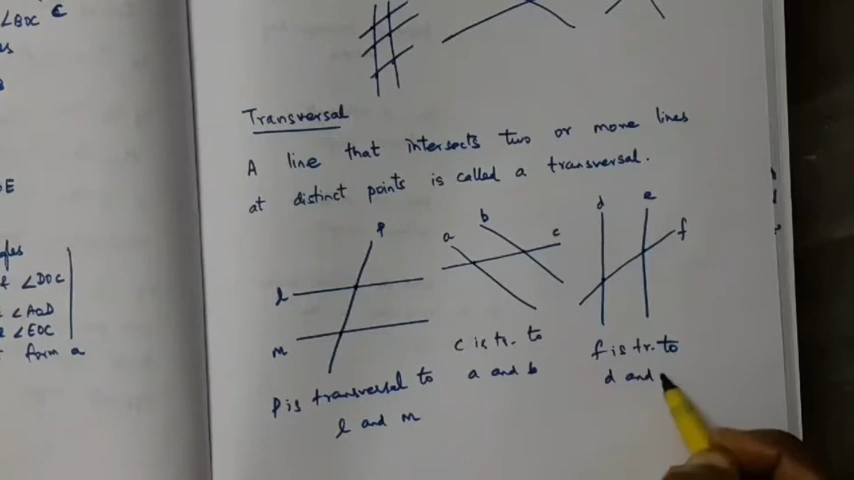 ∠BOC
Transversal
A line that intersects two or more lines
at distinct points is called a transversal.
p
l
m
p is transversal to
l and m
a
b
c
c is tr. to
a and b
d
e
f
f is tr. to
d and
E
∠DOC
∠AOD
∠EOC
form a